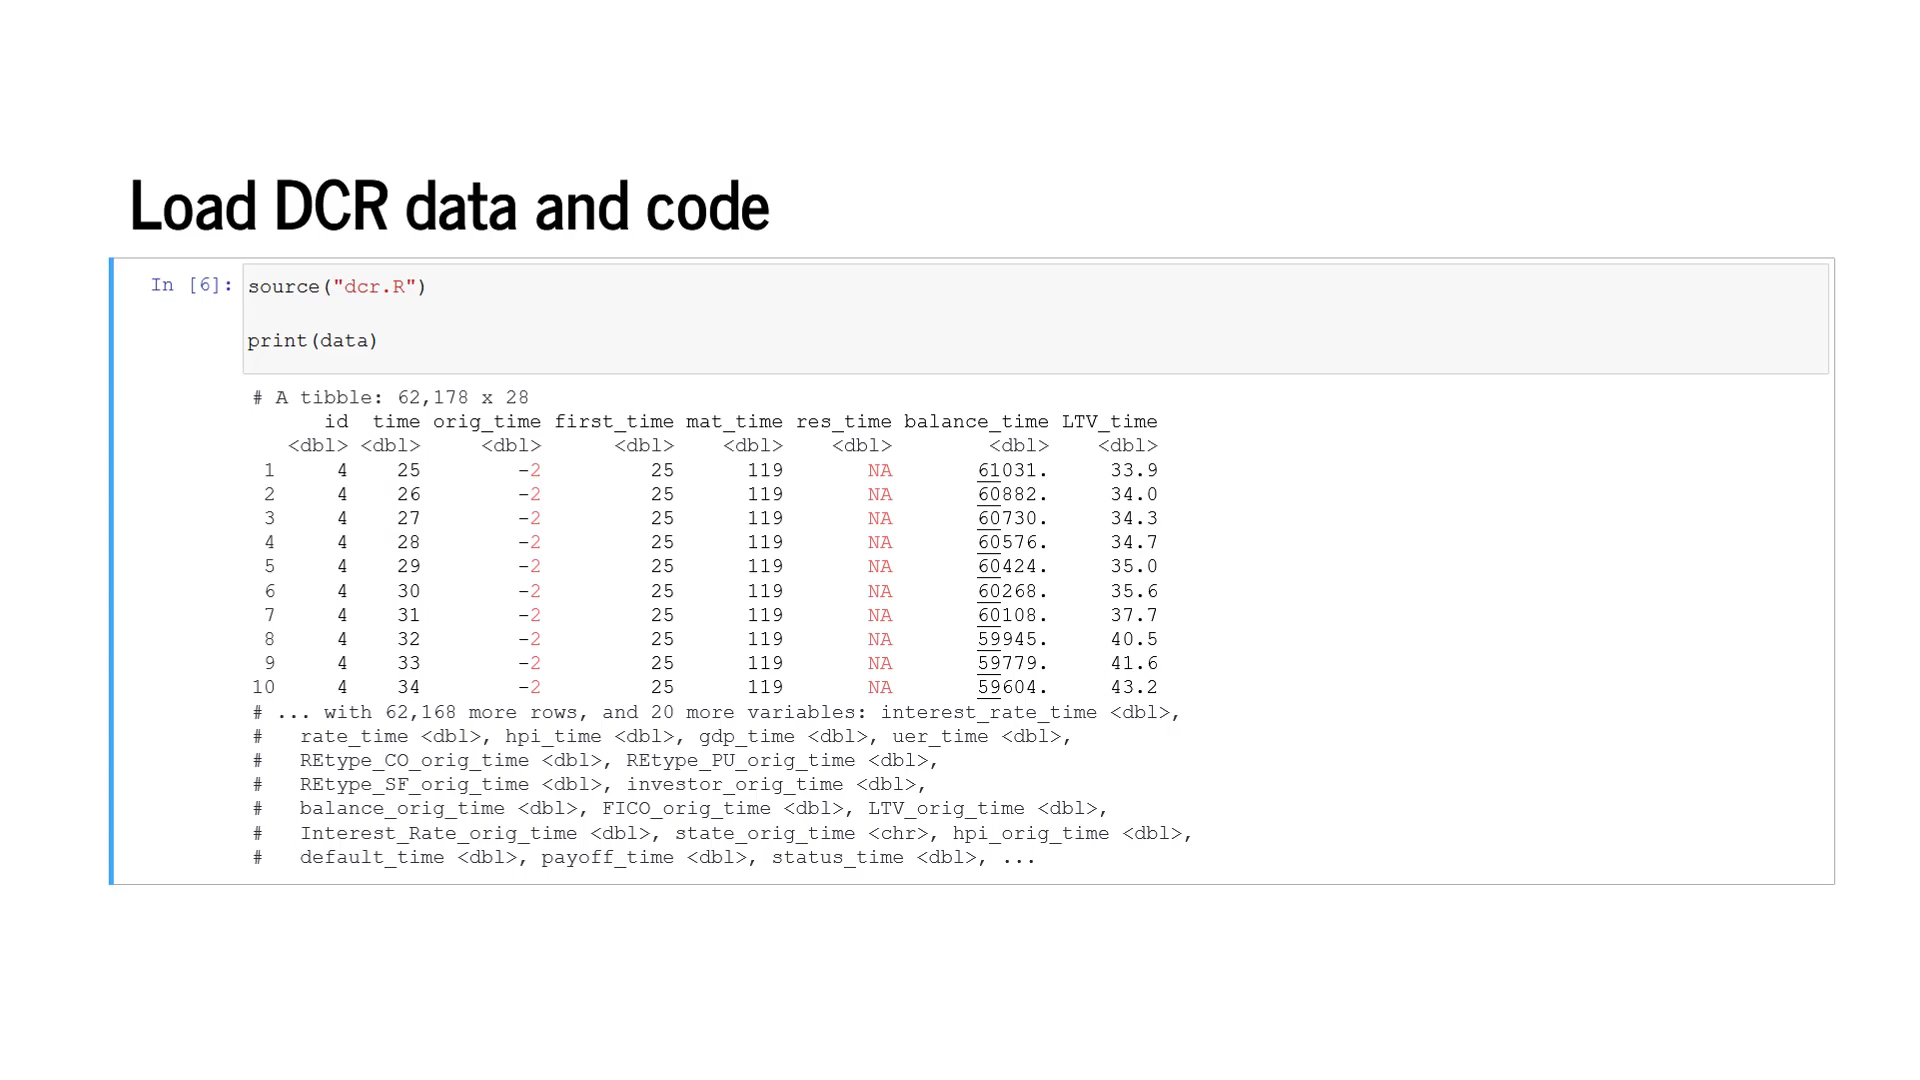 Load DCR data and code
In [6]: source("dcr.R")
print(data)
# A tibble: 62,178 x 28
id time orig_time first_time mat_time res_time balance_time LTV_time
<dbl> <dbl> <dbl> <dbl> <dbl> <dbl> <dbl> <dbl>
1 4 25 -2 25 119 NA 61031. 33.9
2 4 26 -2 25 119 NA 60882. 34.0
3 4 27 -2 25 119 NA 60730. 34.3
4 4 28 -2 25 119 NA 60576. 34.7
5 4 29 -2 25 119 NA 60424. 35.0
6 4 30 -2 25 119 NA 60268. 35.6
7 4 31 -2 25 119 NA 60108. 37.7
8 4 32 -2 25 119 NA 59945. 40.5
9 4 33 -2 25 119 NA 59779. 41.6
10 4 34 -2 25 119 NA 59604. 43.2
# ... with 62,168 more rows, and 20 more variables: interest_rate_time <dbl>,
# rate_time <dbl>, hpi_time <dbl>, gdp_time <dbl>, uer_time <dbl>,
# REtype_CO_orig_time <dbl>, REtype_PU_orig_time <dbl>,
# REtype_SF_orig_time <dbl>, investor_orig_time <dbl>,
# balance_orig_time <dbl>, FICO_orig_time <dbl>, LTV_orig_time <dbl>,
# Interest_Rate_orig_time <dbl>, state_orig_time <chr>, hpi_orig_time <dbl>,
# default_time <dbl>, payoff_time <dbl>, status_time <dbl>, ...